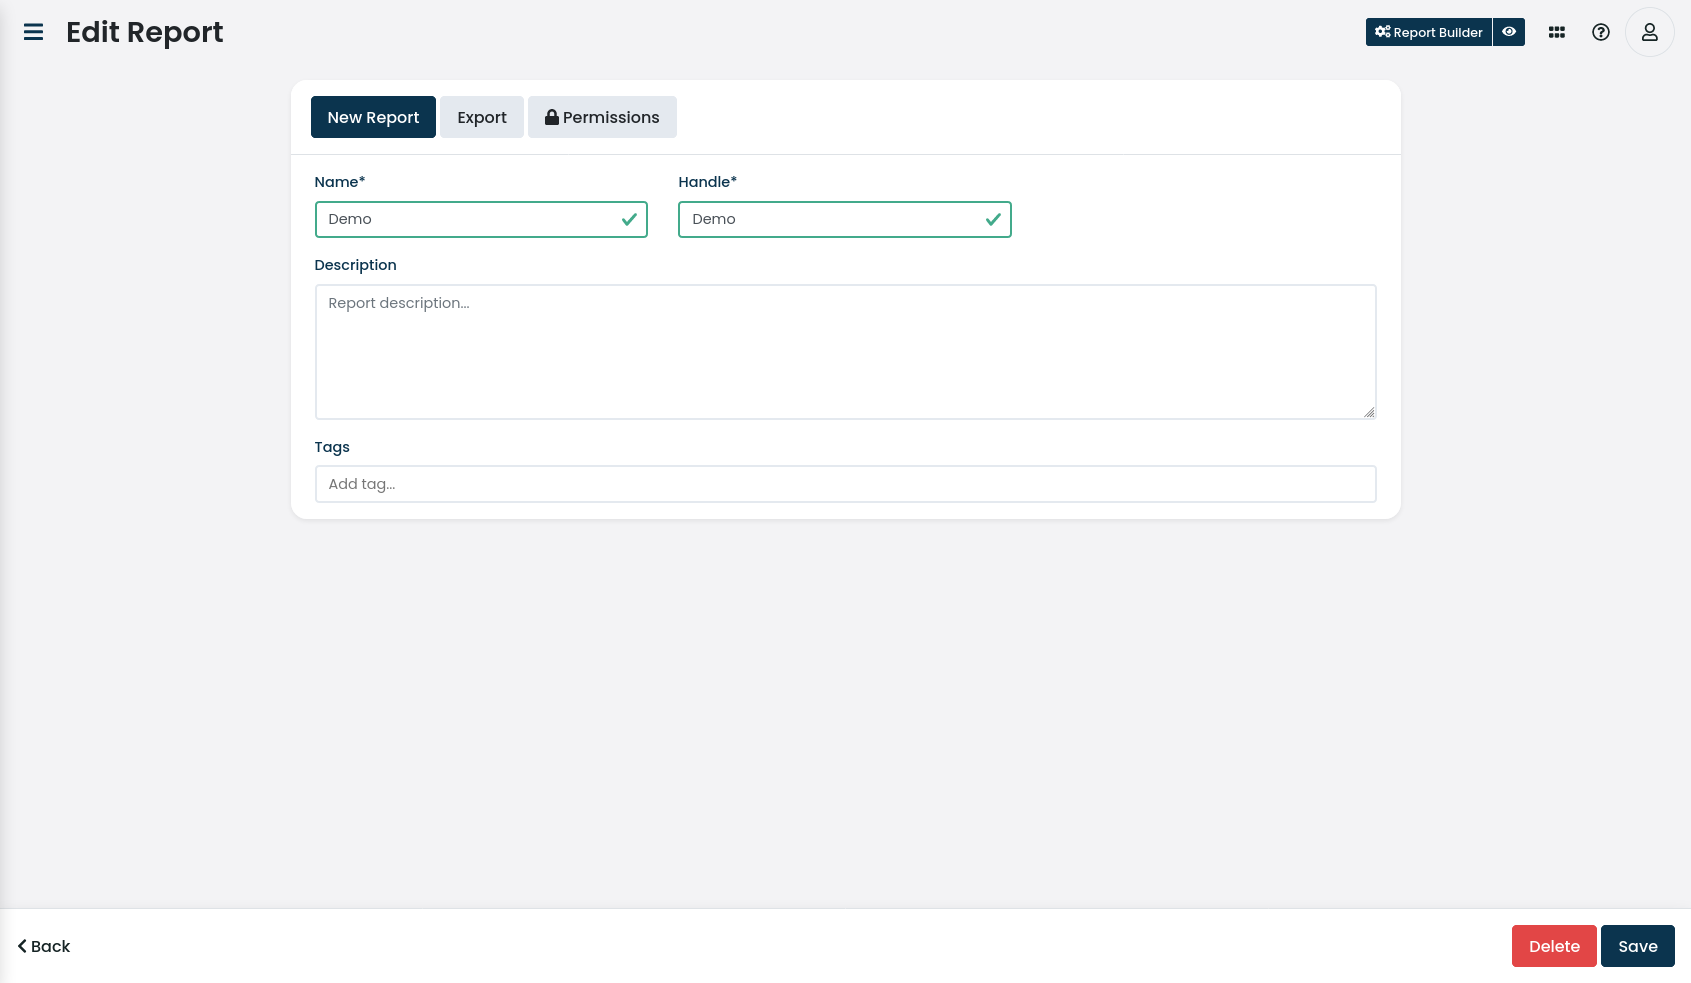 Edit Report
Report Builder
New Report
Export
Permissions
Name*
Handle*
Demo
Demo
Description
Report description...
Tags
Add tag...
Back
Delete
Save